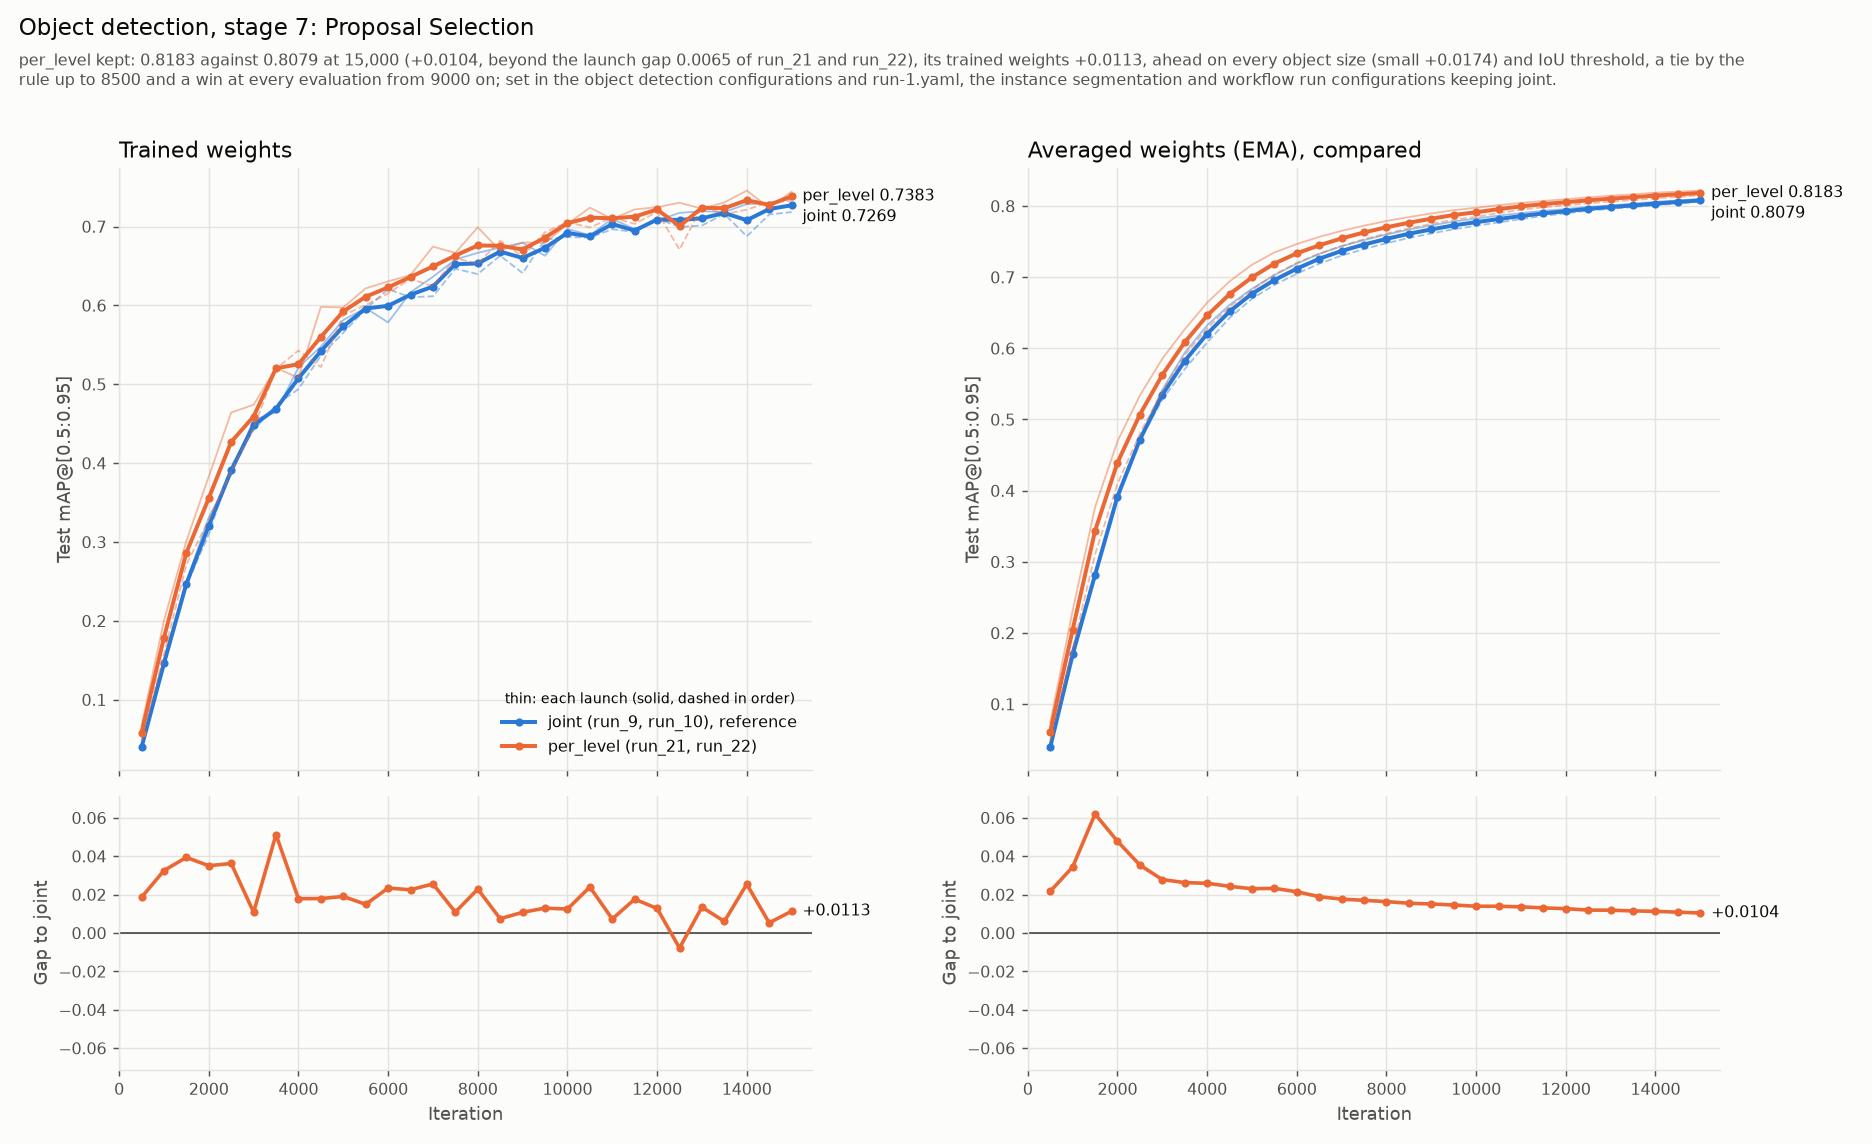 Object detection, stage 7: Proposal Selection
per_level kept: 0.8183 against 0.8079 at 15,000 (+0.0104, beyond the launch gap 0.0065 of run_21 and run_22), its trained weights +0.0113, ahead on every object size (small +0.0174) and IoU threshold, a tie by the
rule up to 8500 and a win at every evaluation from 9000 on; set in the object detection configurations and run-1.yaml, the instance segmentation and workflow run configurations keeping joint.
Trained weights
Test mAP@[0.5:0.95]
0.7
0.6
0.5
0.4
0.3
0.2
0.1
per_level 0.7383
joint 0.7269
thin: each launch (solid, dashed in order)
joint (run_9, run_10), reference
per_level (run_21, run_22)
Averaged weights (EMA), compared
Test mAP@[0.5:0.95]
0.8
0.7
0.6
0.5
0.4
0.3
0.2
0.1
per_level 0.8183
joint 0.8079
Gap to joint
0.06
0.04
0.02
0.00
−0.02
−0.04
−0.06
+0.0113
0 2000 4000 6000 8000 10000 12000 14000
Iteration
Gap to joint
0.06
0.04
0.02
0.00
−0.02
−0.04
−0.06
+0.0104
0 2000 4000 6000 8000 10000 12000 14000
Iteration